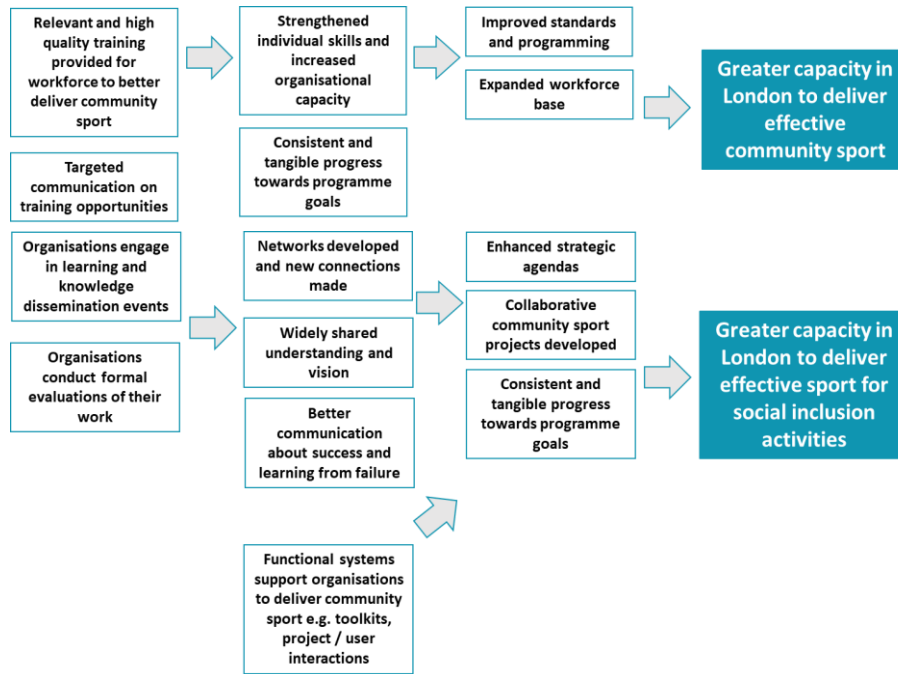 Relevant and high
quality training
provided for
workforce to better
deliver community
sport
Targeted
communication on
training opportunities
Organisations engage
in learning and
knowledge
dissemination events
Organisations
conduct formal
evaluations of their
work
Strengthened
individual skills and
increased
organisational
capacity
Consistent and
tangible progress
towards programme
goals
Networks developed
and new connections
made
Widely shared
understanding and
vision
Better
communication
about success and
learning from failure
Functional systems
support organisations
to deliver community
sport e.g. toolkits,
project / user
interactions
Improved standards
and programming
Expanded workforce
base
Enhanced strategic
agendas
Collaborative
community sport
projects developed
Consistent and
tangible progress
towards programme
goals
Greater capacity in
London to deliver
effective
community sport
Greater capacity in
London to deliver
effective sport for
social inclusion
activities